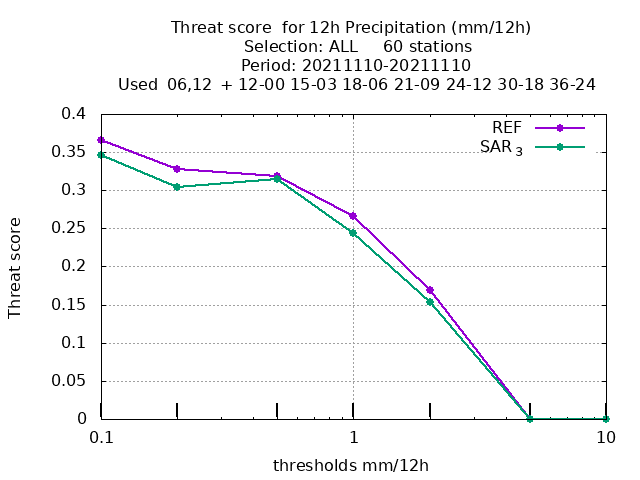 Threat score  for 12h Precipitation (mm/12h)
Selection: ALL     60 stations
Period: 20211110-20211110
Used  06,12  + 12-00 15-03 18-06 21-09 24-12 30-18 36-24
REF
SAR 3
0.4
0.35
0.3
0.25
0.2
0.15
0.1
0.05
0
Threat score
0.1
1
10
thresholds mm/12h